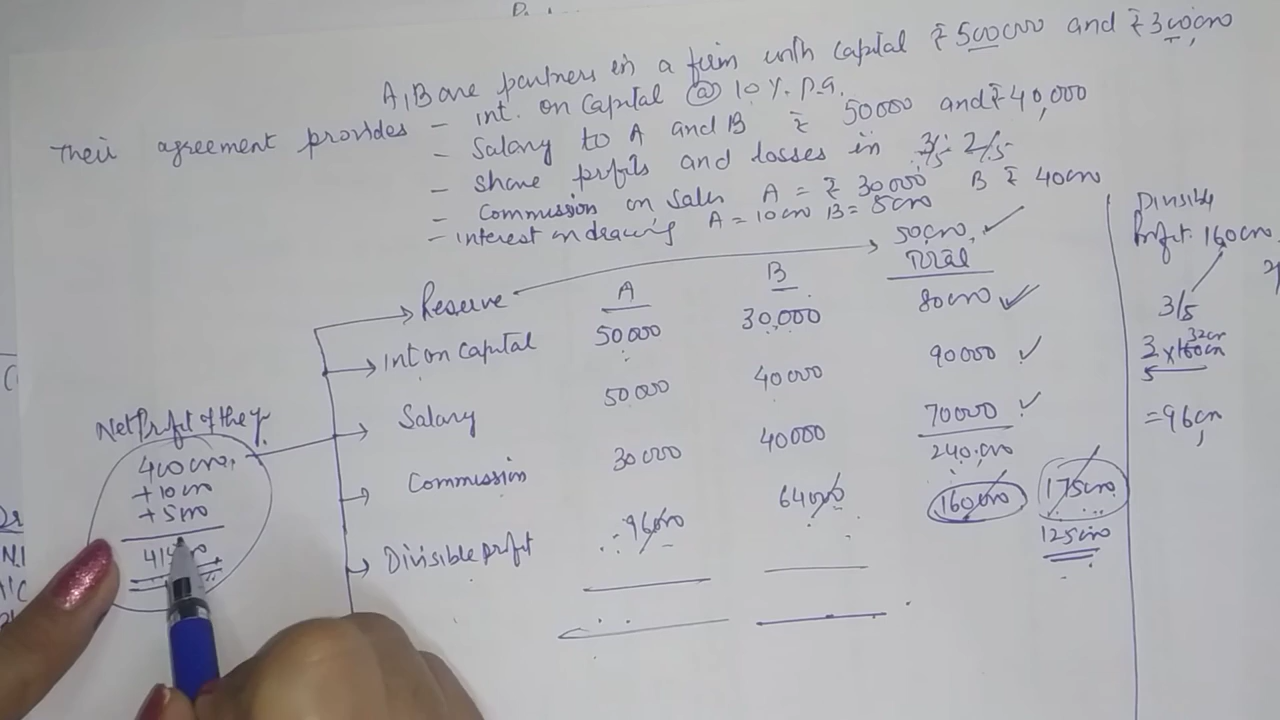 A, B are partners in a firm with Capital ₹ 500000 and ₹ 300000,
Their agreement provides - int. on Capital @ 10 %. p.a.
- Salary to A and B ₹ 50000 and ₹ 40,000
- Share profits and losses in 3/5 2/5
- Commission on Sales A = ₹ 30000 B ₹ 40000
- interest on drawing A = 10000 B = 5000
50000,
Reserve A B Total
Int on Capital 50000 30,000 80000
Salary 50000 40000 90000
Commission 30000 40000 70000
240,000
Divisible profit 96000 64000 160000 175000
125000
Net Profit of the y.
400000,
+ 10000
+ 5000
415000
Divisible
Profit. 160000,
3/5
3/5 x 160000 32000
= 96000,